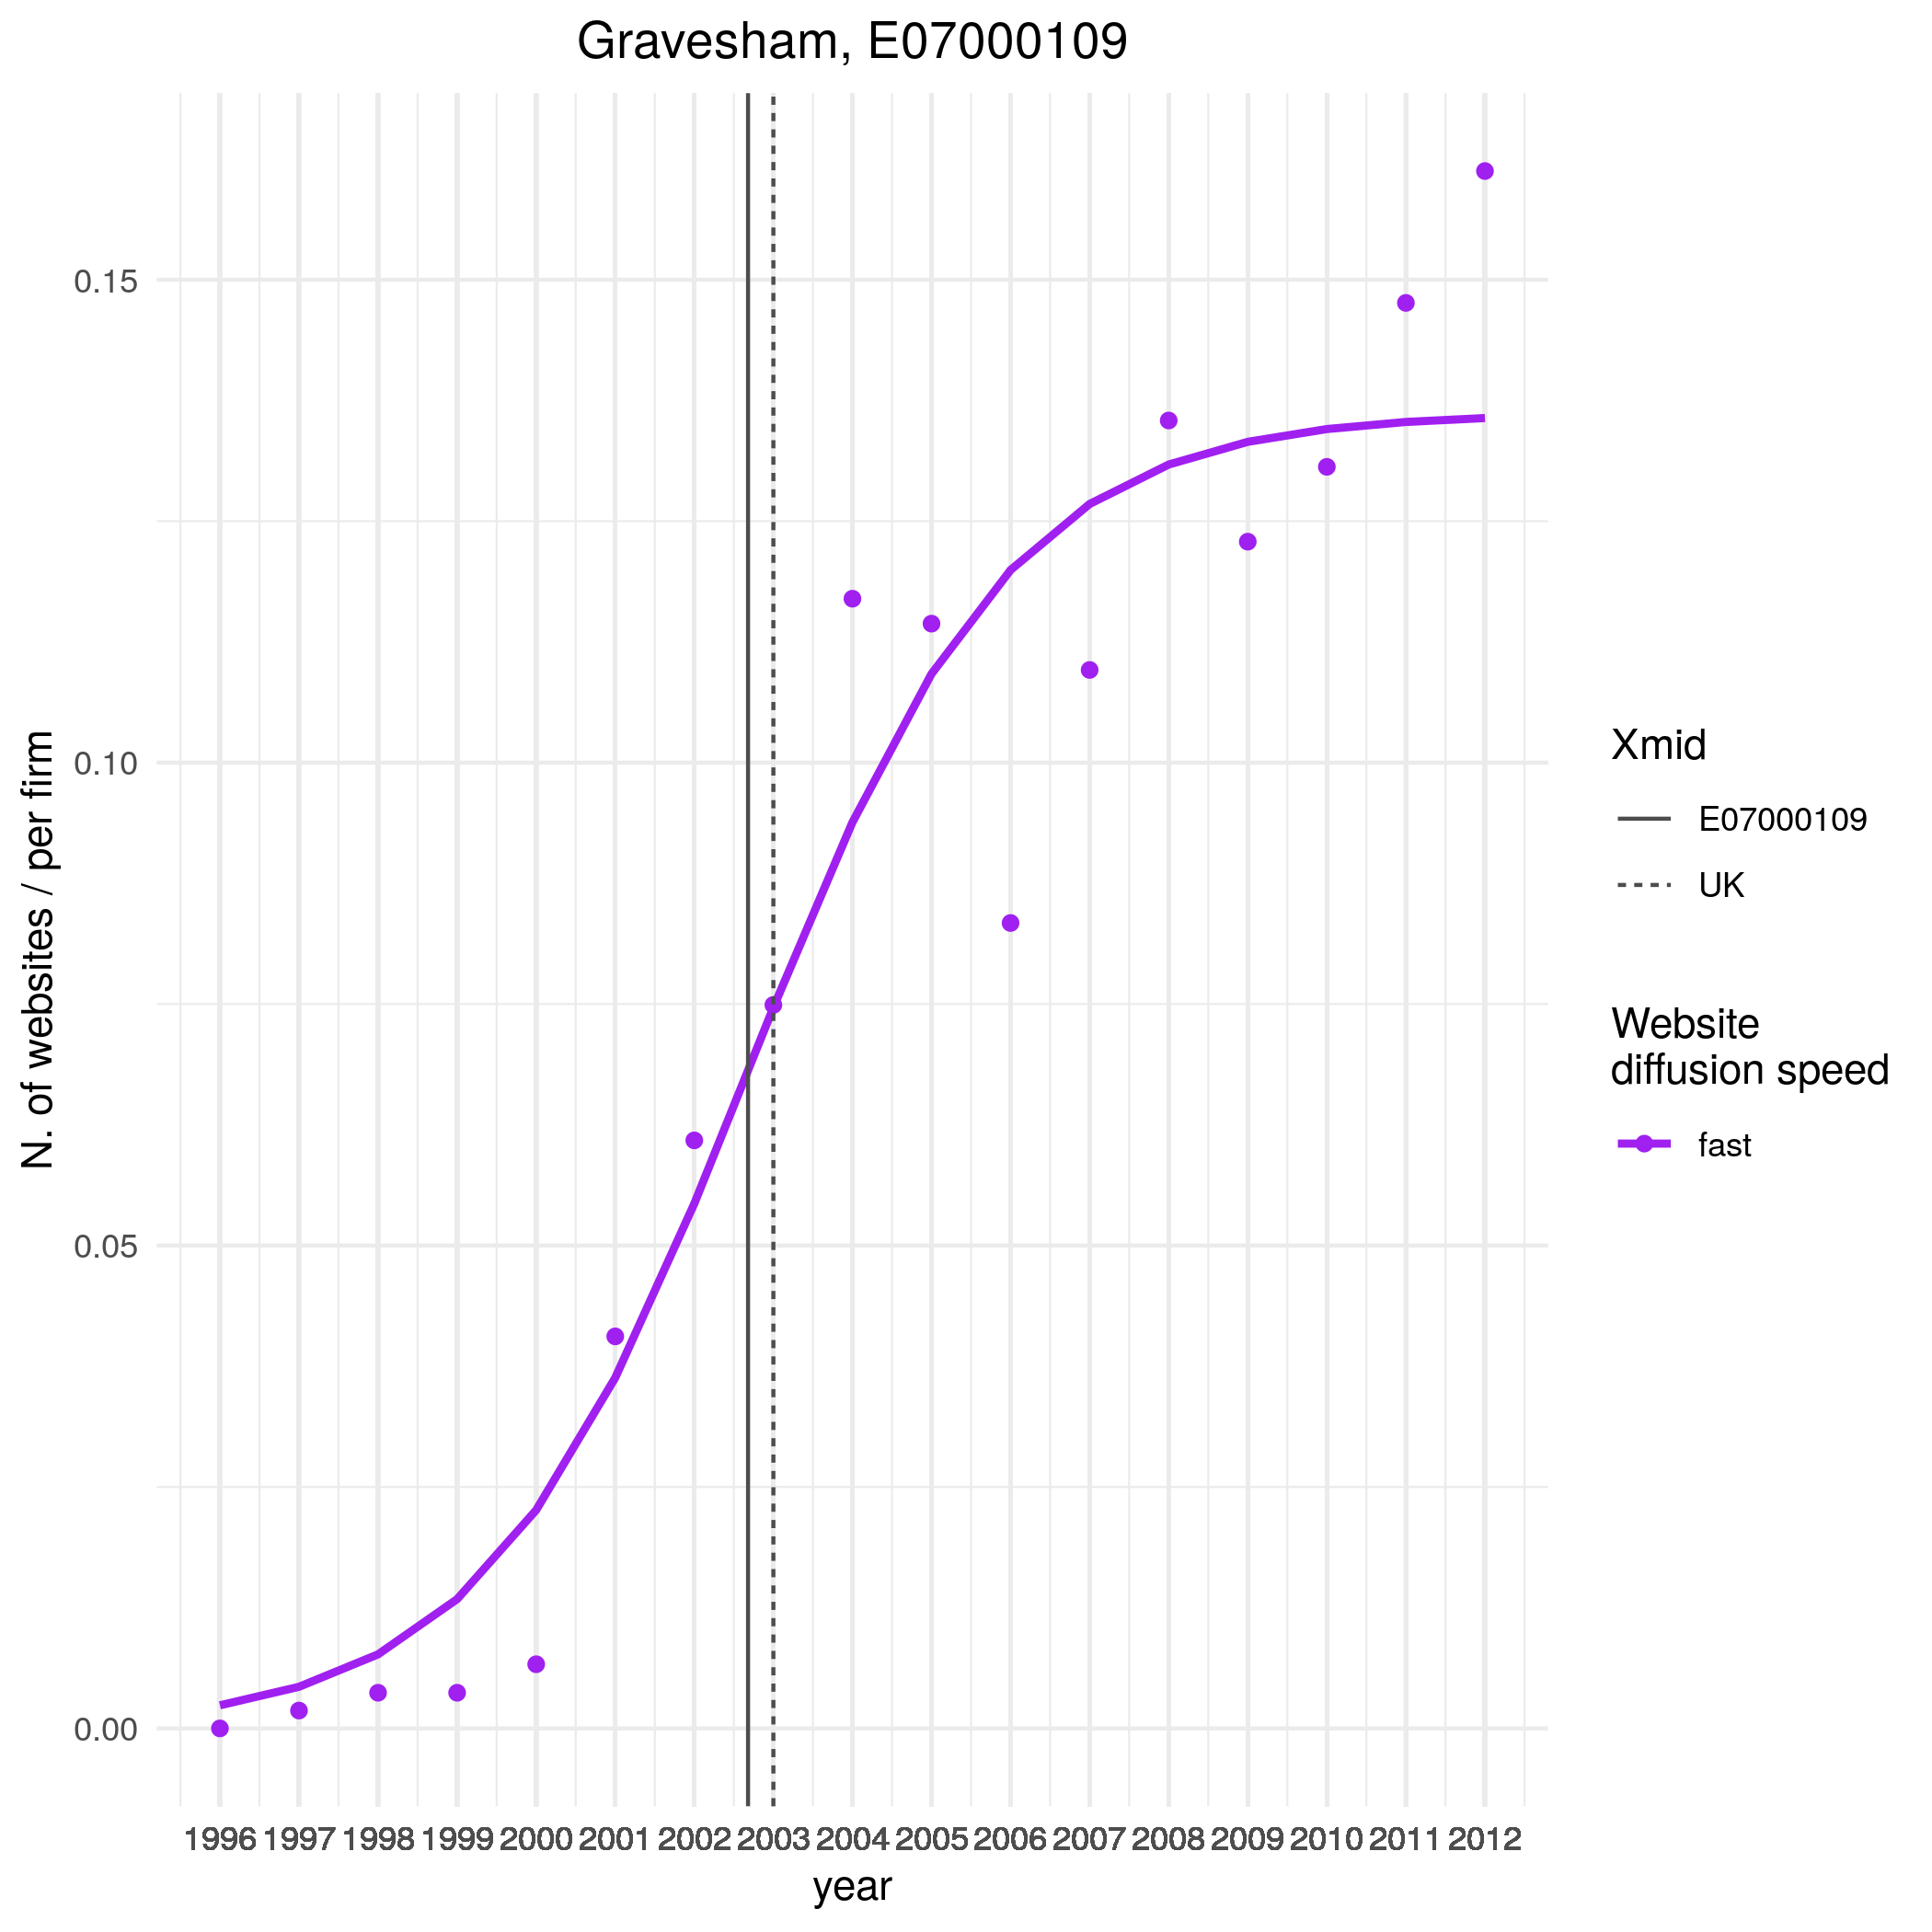 Gravesham, E07000109
N. of websites / per firm
0.15
0.10
0.05
0.00
1996 1997 1998 1999 2000 2001 2002 2003 2004 2005 2006 2007 2008 2009 2010 2011 2012
year
Xmid
E07000109
UK
Website
diffusion speed
fast